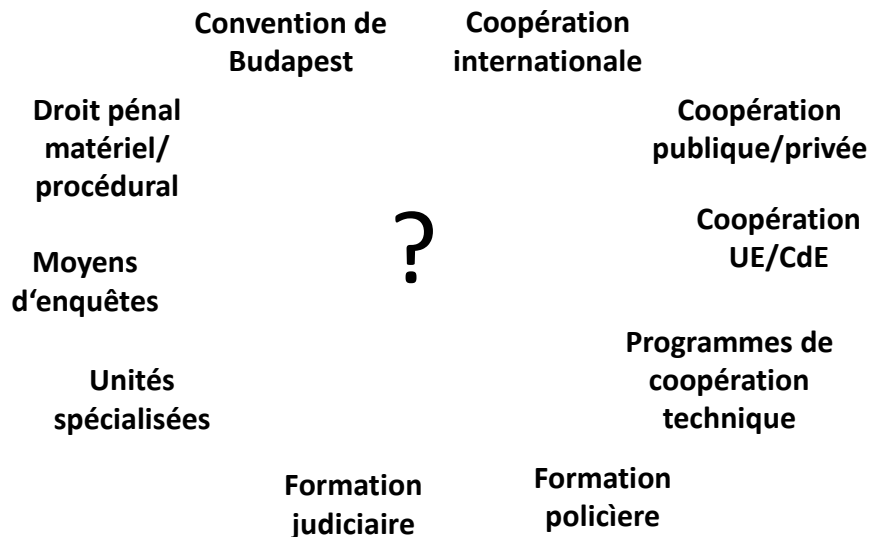 Convention de
Budapest
Coopération
internationale
Droit pénal
matériel/
procédural
Coopération
publique/privée
?
Coopération
UE/CdE
Moyens
d‘enquêtes
Programmes de
coopération
technique
Unités
spécialisées
Formation
judiciaire
Formation
policìere